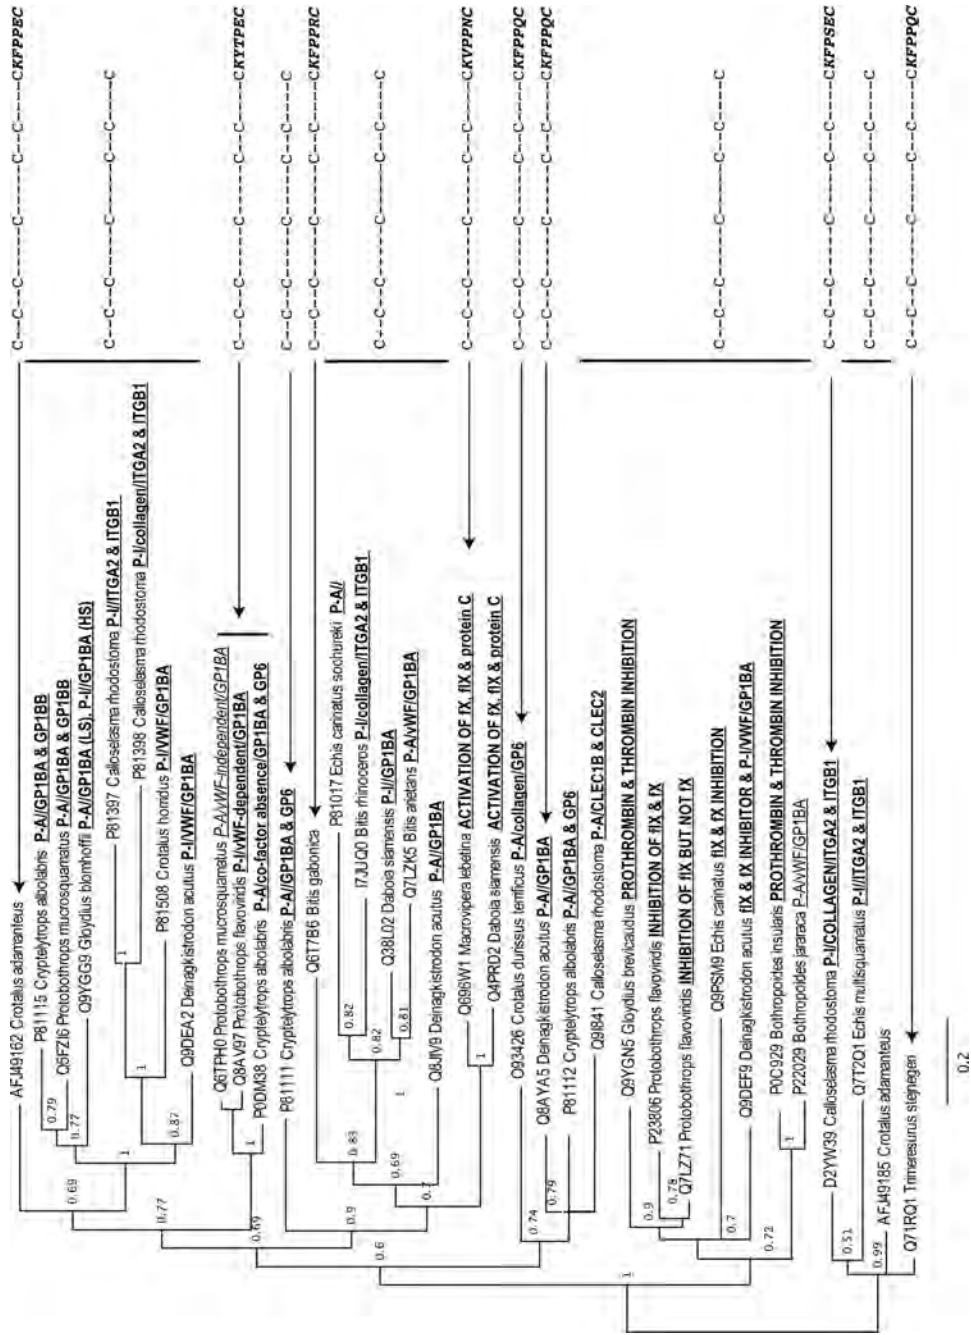 AFJ49162 Crotalus adamanteus
C--C---C-----C---C--C--CKFPPEC
P81115 Cryptelytrops albolabris P-A//GP1BA & GP1BB
Q6FZI6 Protobothrops mucrosquamatus P-A//GP1BA & GP1BB
Q9YGG9 Gloydius blomhoffii P-A//GP1BA (LS), P-I//GP1BA (HS)
P81397 Calloselasma rhodostoma P-I//ITGA2 & ITGB1
C--C---C-----C---C--C--C
P81398 Calloselasma rhodostoma P-I/collagen/ITGA2 & ITGB1
P81508 Crotalus horridus P-I/VWF/GP1BA
Q9DEA2 Deinagkistrodon acutus P-I/VWF/GP1BA
Q6TPH0 Protobothrops mucrosquamatus P-A/vWF-independent/GP1BA
Q8AV97 Protobothrops flavoviridis P-I/vWF-dependent/GP1BA
C--C---C-----C---C--C--CKYTPEC
P0DM38 Cryptelytrops albolabris P-A/co-factor absence/GP1BA & GP6
P81111 Cryptelytrops albolabris P-A//GP1BA & GP6
C--C---C-----C---C--C--C
Q6T7B6 Bitis gabonica
C--C---C-----C---C--C--CKFPPRC
P81017 Echis carinatus sochureki P-A//
I7JUQ0 Bitis rhinoceros P-I/collagen/ITGA2 & ITGB1
C--C---C-----C---C--C--C
Q38L02 Daboia siamensis P-I//GP1BA
Q7LZK5 Bitis arietans P-A/WF/GP1BA
Q8JIV9 Deinagkistrodon acutus P-A//GP1BA
Q696W1 Macrovipera lebetina ACTIVATION OF fX, fIX & protein C
C--C---C-----C---C--C--CKVPPNC
Q4PRD2 Daboia siamensis ACTIVATION OF fX, fIX & protein C
O93426 Crotalus durissus terrificus P-A/collagen/GP6
C--C---C-----C---C--C--CKFPPQC
Q8AYA5 Deinagkistrodon acutus P-A//GP1BA
C--C---C-----C---C--C--CKFPPQC
P81112 Cryptelytrops albolabris P-A//GP1BA & GP6
Q9I841 Calloselasma rhodostoma P-A/CLEC1B & CLEC2
Q9YGN5 Gloydius brevicaudus PROTHROMBIN & THROMBIN INHIBITION
P23806 Protobothrops flavoviridis INHIBITION OF fIX & fX
Q7LZ71 Protobothrops flavoviridis INHIBITION OF fIX BUT NOT fX
Q9PSM9 Echis carinatus fIX & fX INHIBITION
C--C---C-----C---C--C--C
Q9DEF9 Deinagkistrodon acutus fIX & fX INHIBITOR & P-I/VWF/GP1BA
P0C929 Bothropoides insularis PROTHROMBIN & THROMBIN INHIBITION
P22029 Bothropoides jararaca P-A/WF/GP1BA
D2YW39 Calloselasma rhodostoma P-I/COLLAGEN/ITGA2 & ITGB1
C--C---C-----C---C--C--CKFPSEC
Q7T2Q1 Echis multisquamatus P-I//ITGA2 & ITGB1
C--C---C-----C---C--C--C
AFJ49185 Crotalus adamanteus
Q71RQ1 Trimeresurus stejnegeri
C--C---C-----C---C--C--CKFPPQC
0.79
0.77
0.69
1
1
1
0.87
0.77
1
0.69
0.9
0.82
0.82
0.81
0.83
1
0.69
0.7
1
0.6
0.74
0.79
1
0.9
0.78
0.7
0.72
1
0.51
0.99
0.2